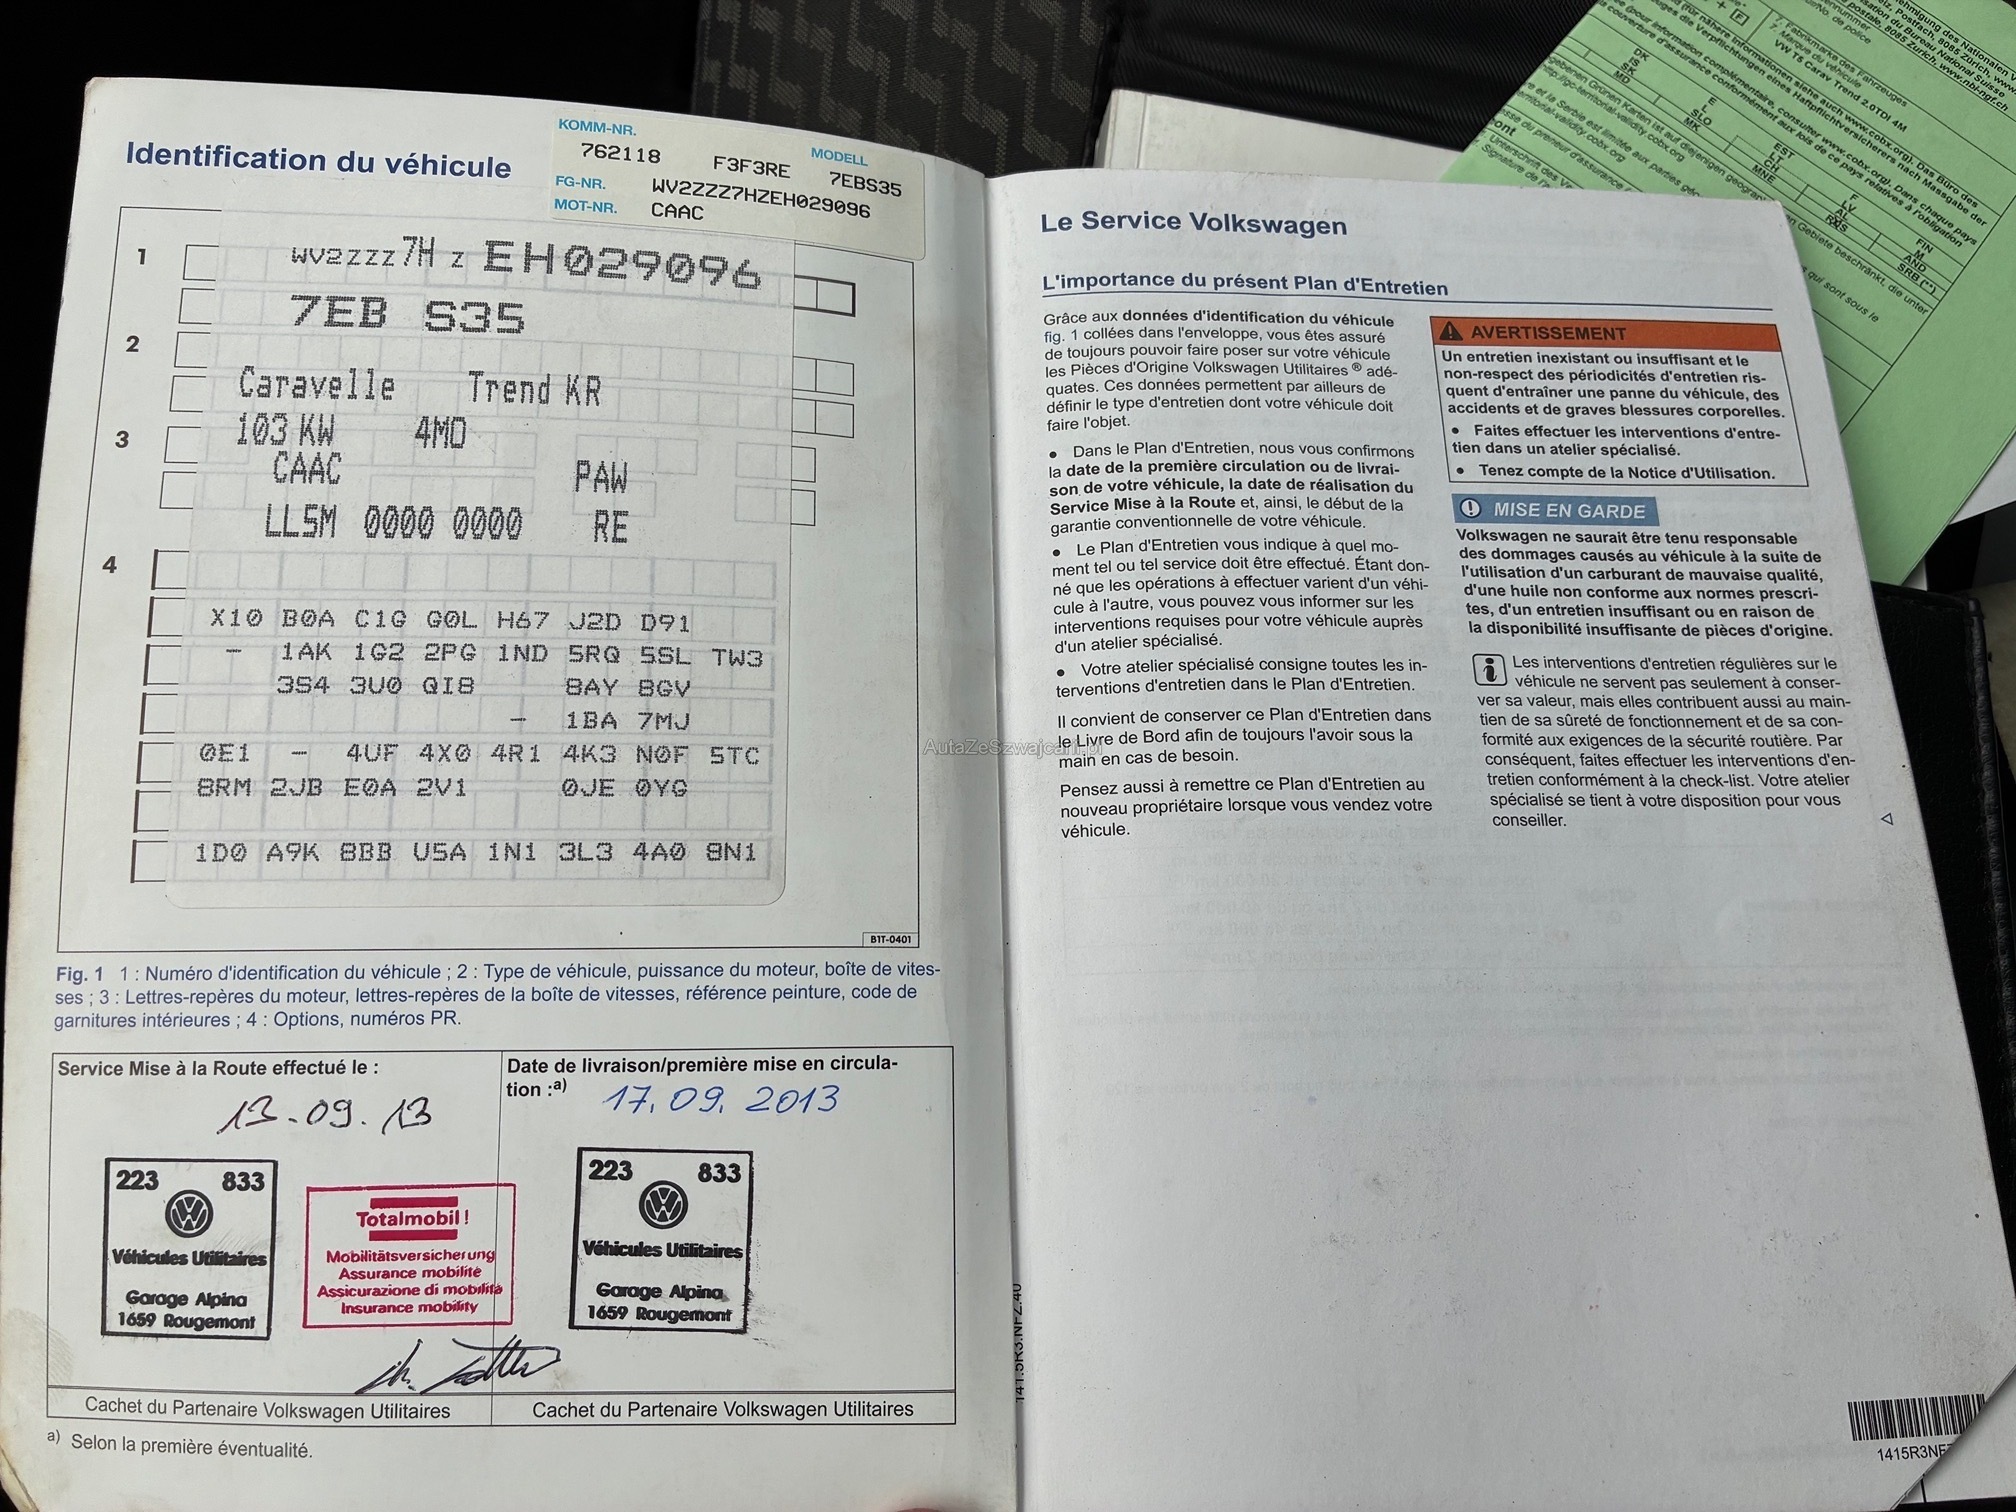 Identification du véhicule
KOMM-NR.
762118 F3F3RE
MODELL
7EBS35
FG-NR. WV2ZZZ7HZEH029096
MOT-NR. CAAC
1
WV2ZZZ7H Z EH029096
7EB S35
2
Caravelle Trend KR
103 KW 4MO
3
CAAC PAW
LL5M 0000 0000 RE
4
X10 B0A C1G G0L H67 J2D D91
- 1AK 1G2 2PG 1ND 5RQ 5SL TW3
3S4 3U0 QI8 8AY 8GV
- 1BA 7MJ
0E1 - 4UF 4X0 4R1 4K3 N0F 5TC
8RM 2JB E0A 2V1 0JE 0YG
1D0 A9K 8BB U5A 1N1 3L3 4A0 8N1
B1T-0401
Fig. 1 1 : Numéro d'identification du véhicule ; 2 : Type de véhicule, puissance du moteur, boîte de vites-
ses ; 3 : Lettres-repères du moteur, lettres-repères de la boîte de vitesses, référence peinture, code de
garnitures intérieures ; 4 : Options, numéros PR.
Service Mise à la Route effectué le :
13.09.13
Date de livraison/première mise en circula-
tion :a)
17.09.2013
223 833
Véhicules Utilitaires
Garage Alpina
1659 Rougemont
Totalmobil !
Mobilitätsversicherung
Assurance mobilité
Assicurazione di mobilità
Insurance mobility
223 833
Véhicules Utilitaires
Garage Alpina
1659 Rougemont
Cachet du Partenaire Volkswagen Utilitaires
Cachet du Partenaire Volkswagen Utilitaires
a) Selon la première éventualité.
Le Service Volkswagen
L'importance du présent Plan d'Entretien
Grâce aux données d'identification du véhicule
fig. 1 collées dans l'enveloppe, vous êtes assuré
de toujours pouvoir faire poser sur votre véhicule
les Pièces d'Origine Volkswagen Utilitaires ® adé-
quates. Ces données permettent par ailleurs de
définir le type d'entretien dont votre véhicule doit
faire l'objet.
• Dans le Plan d'Entretien, nous vous confirmons
la date de la première circulation ou de livrai-
son de votre véhicule, la date de réalisation du
Service Mise à la Route et, ainsi, le début de la
garantie conventionnelle de votre véhicule.
• Le Plan d'Entretien vous indique à quel mo-
ment tel ou tel service doit être effectué. Étant don-
né que les opérations à effectuer varient d'un véhi-
cule à l'autre, vous pouvez vous informer sur les
interventions requises pour votre véhicule auprès
d'un atelier spécialisé.
• Votre atelier spécialisé consigne toutes les in-
terventions d'entretien dans le Plan d'Entretien.
Il convient de conserver ce Plan d'Entretien dans
le Livre de Bord afin de toujours l'avoir sous la
main en cas de besoin.
Pensez aussi à remettre ce Plan d'Entretien au
nouveau propriétaire lorsque vous vendez votre
véhicule.
AVERTISSEMENT
Un entretien inexistant ou insuffisant et le
non-respect des périodicités d'entretien ris-
quent d'entraîner une panne du véhicule, des
accidents et de graves blessures corporelles.
• Faites effectuer les interventions d'entre-
tien dans un atelier spécialisé.
• Tenez compte de la Notice d'Utilisation.
MISE EN GARDE
Volkswagen ne saurait être tenu responsable
des dommages causés au véhicule à la suite de
l'utilisation d'un carburant de mauvaise qualité,
d'une huile non conforme aux normes prescri-
tes, d'un entretien insuffisant ou en raison de
la disponibilité insuffisante de pièces d'origine.
Les interventions d'entretien régulières sur le
véhicule ne servent pas seulement à conser-
ver sa valeur, mais elles contribuent aussi au main-
tien de sa sûreté de fonctionnement et de sa con-
formité aux exigences de la sécurité routière. Par
conséquent, faites effectuer les interventions d'en-
tretien conformément à la check-list. Votre atelier
spécialisé se tient à votre disposition pour vous
conseiller.
AutaZeSzwajcarii.pl
141.5R3.NFZ.40
1415R3NFZ
7. Fabrikmarke des Fahrzeuges
7. Marque du véhicule
VW T5 Carav Trend 2.0TDI 4M